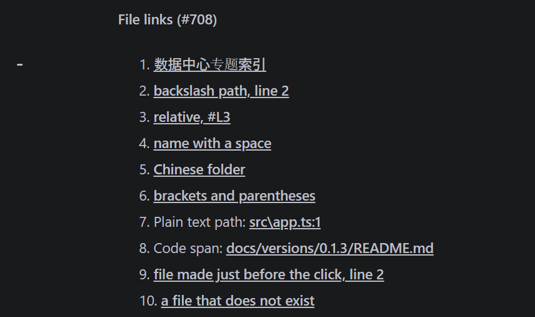 File links (#708)
-
1. 数据中心专题索引
2. backslash path, line 2
3. relative, #L3
4. name with a space
5. Chinese folder
6. brackets and parentheses
7. Plain text path: src\app.ts:1
8. Code span: docs/versions/0.1.3/README.md
9. file made just before the click, line 2
10. a file that does not exist